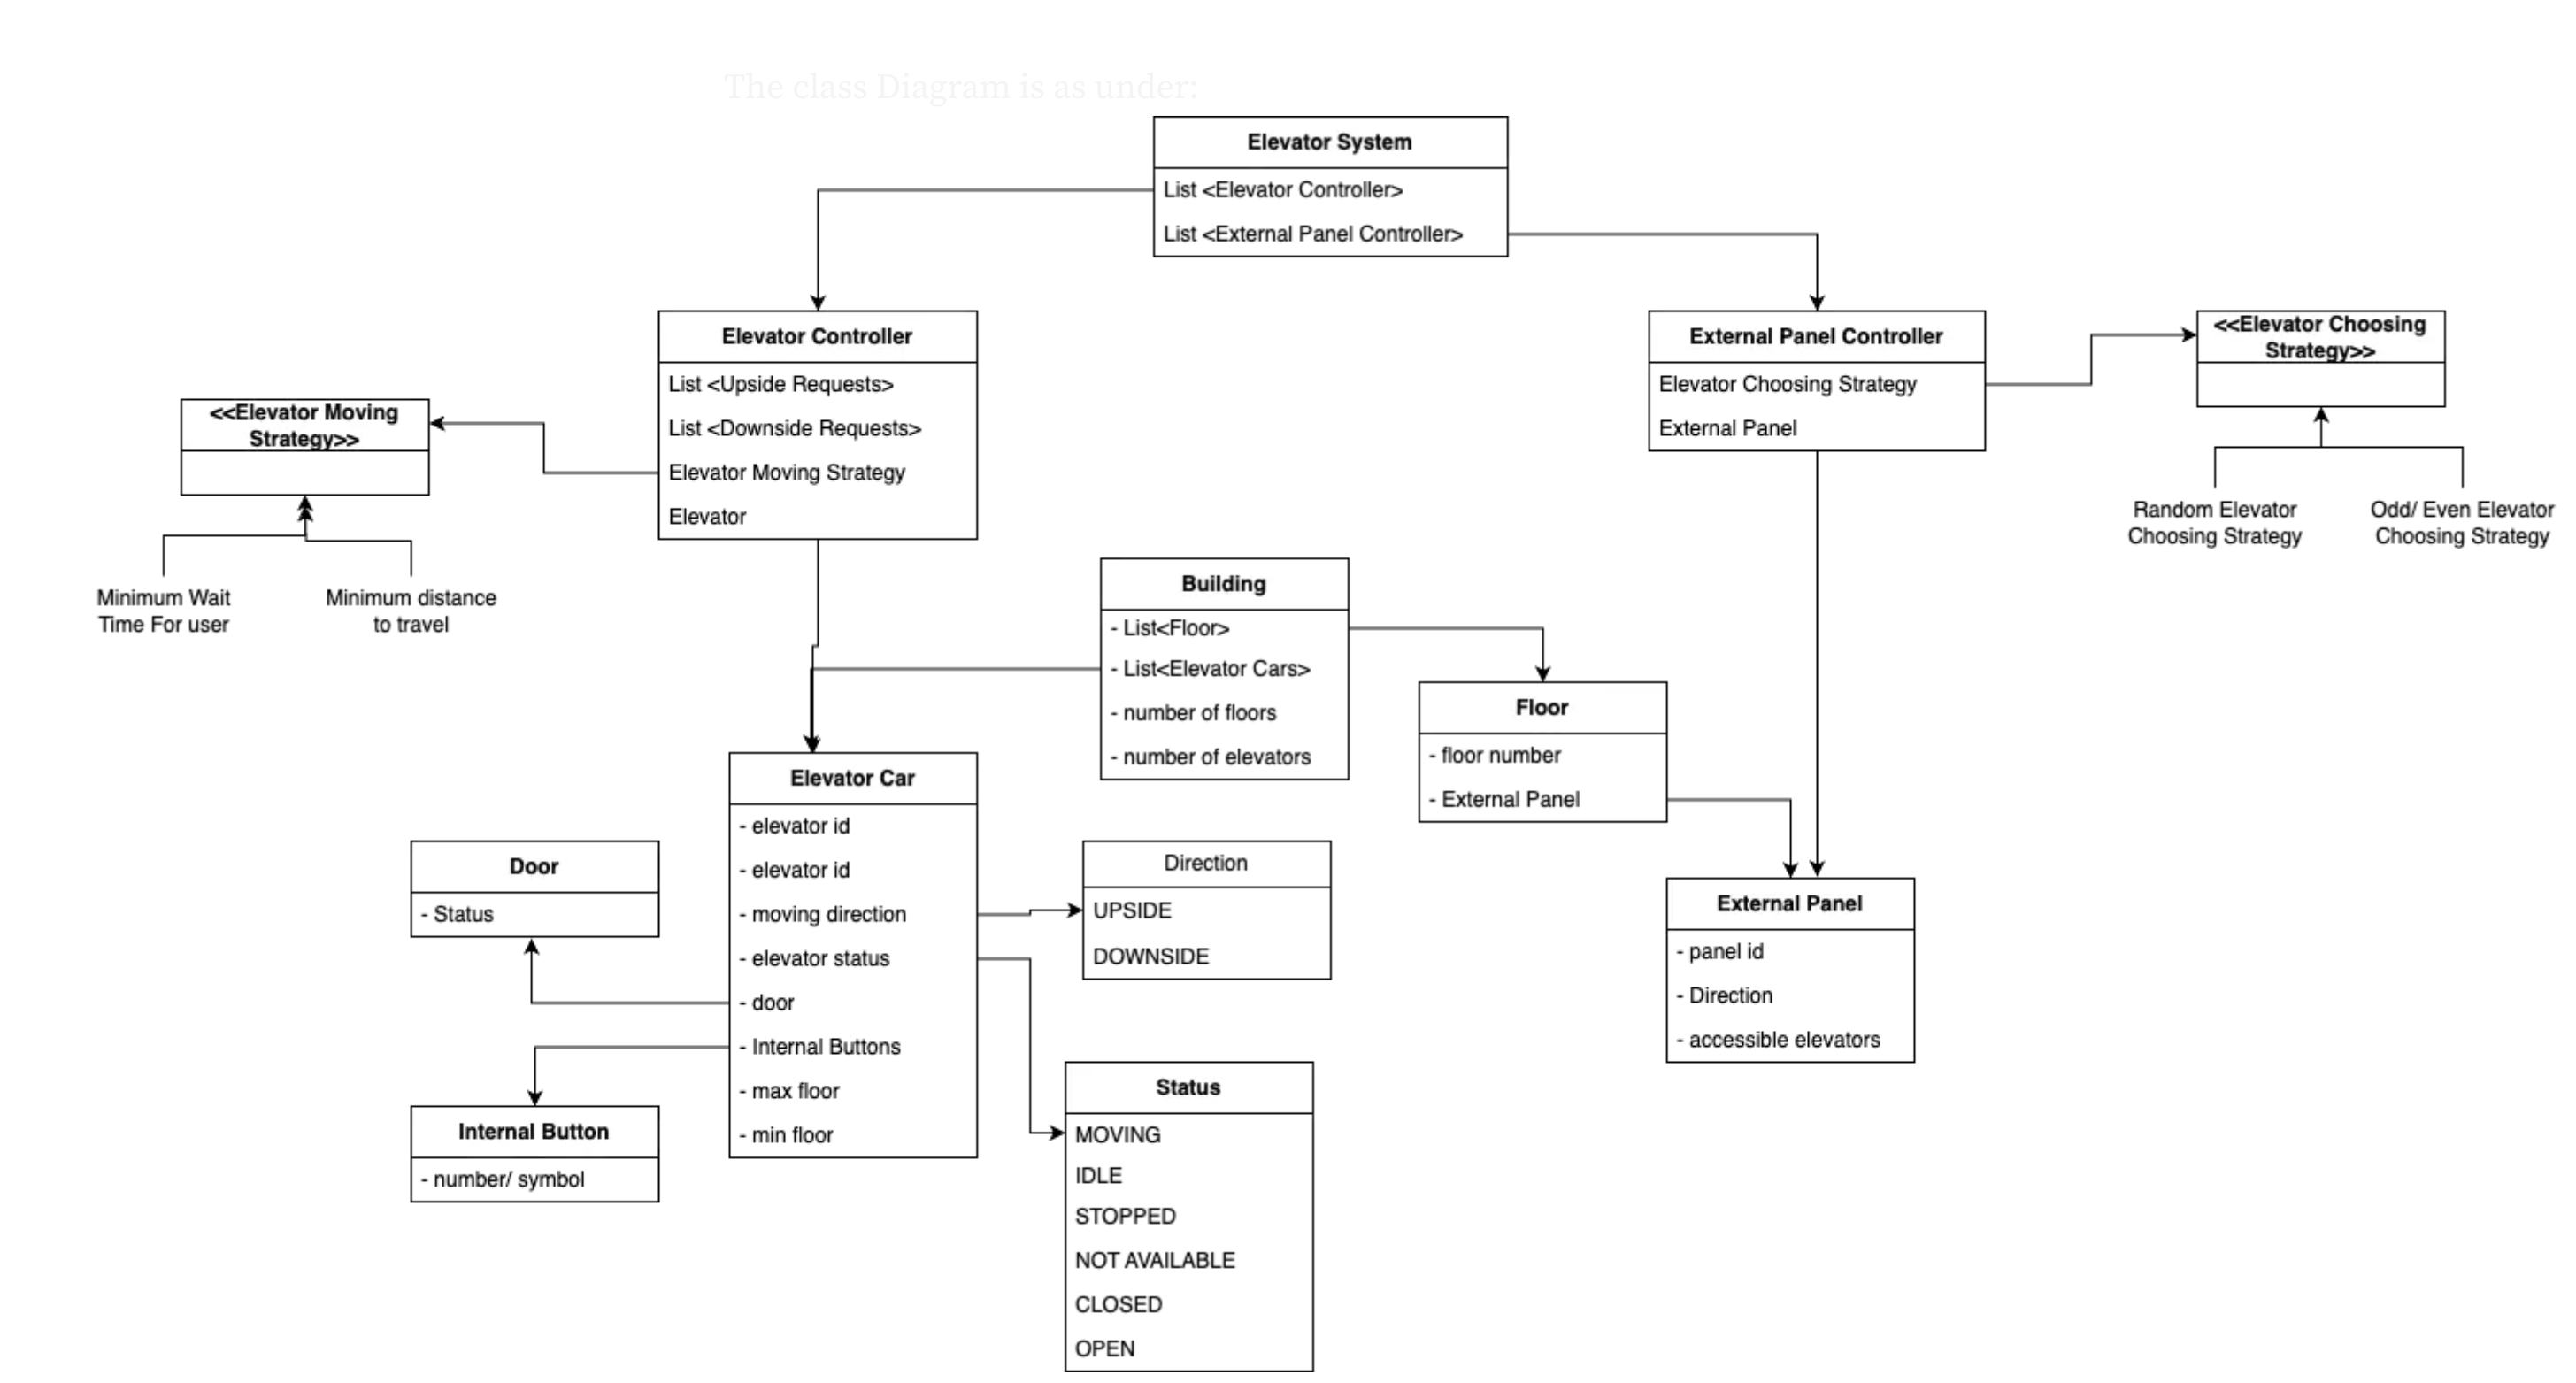 The class Diagram is as under:
Elevator System
List <Elevator Controller>
List <External Panel Controller>
Elevator Controller
List <Upside Requests>
List <Downside Requests>
Elevator Moving Strategy
Elevator
External Panel Controller
Elevator Choosing Strategy
External Panel
<<Elevator Choosing
Strategy>>
<<Elevator Moving
Strategy>>
Random Elevator
Choosing Strategy
Odd/ Even Elevator
Choosing Strategy
Minimum Wait
Time For user
Minimum distance
to travel
Building
- List<Floor>
- List<Elevator Cars>
- number of floors
- number of elevators
Floor
- floor number
- External Panel
Elevator Car
- elevator id
- elevator id
- moving direction
- elevator status
- door
- Internal Buttons
- max floor
- min floor
Door
- Status
Direction
UPSIDE
DOWNSIDE
External Panel
- panel id
- Direction
- accessible elevators
Internal Button
- number/ symbol
Status
MOVING
IDLE
STOPPED
NOT AVAILABLE
CLOSED
OPEN